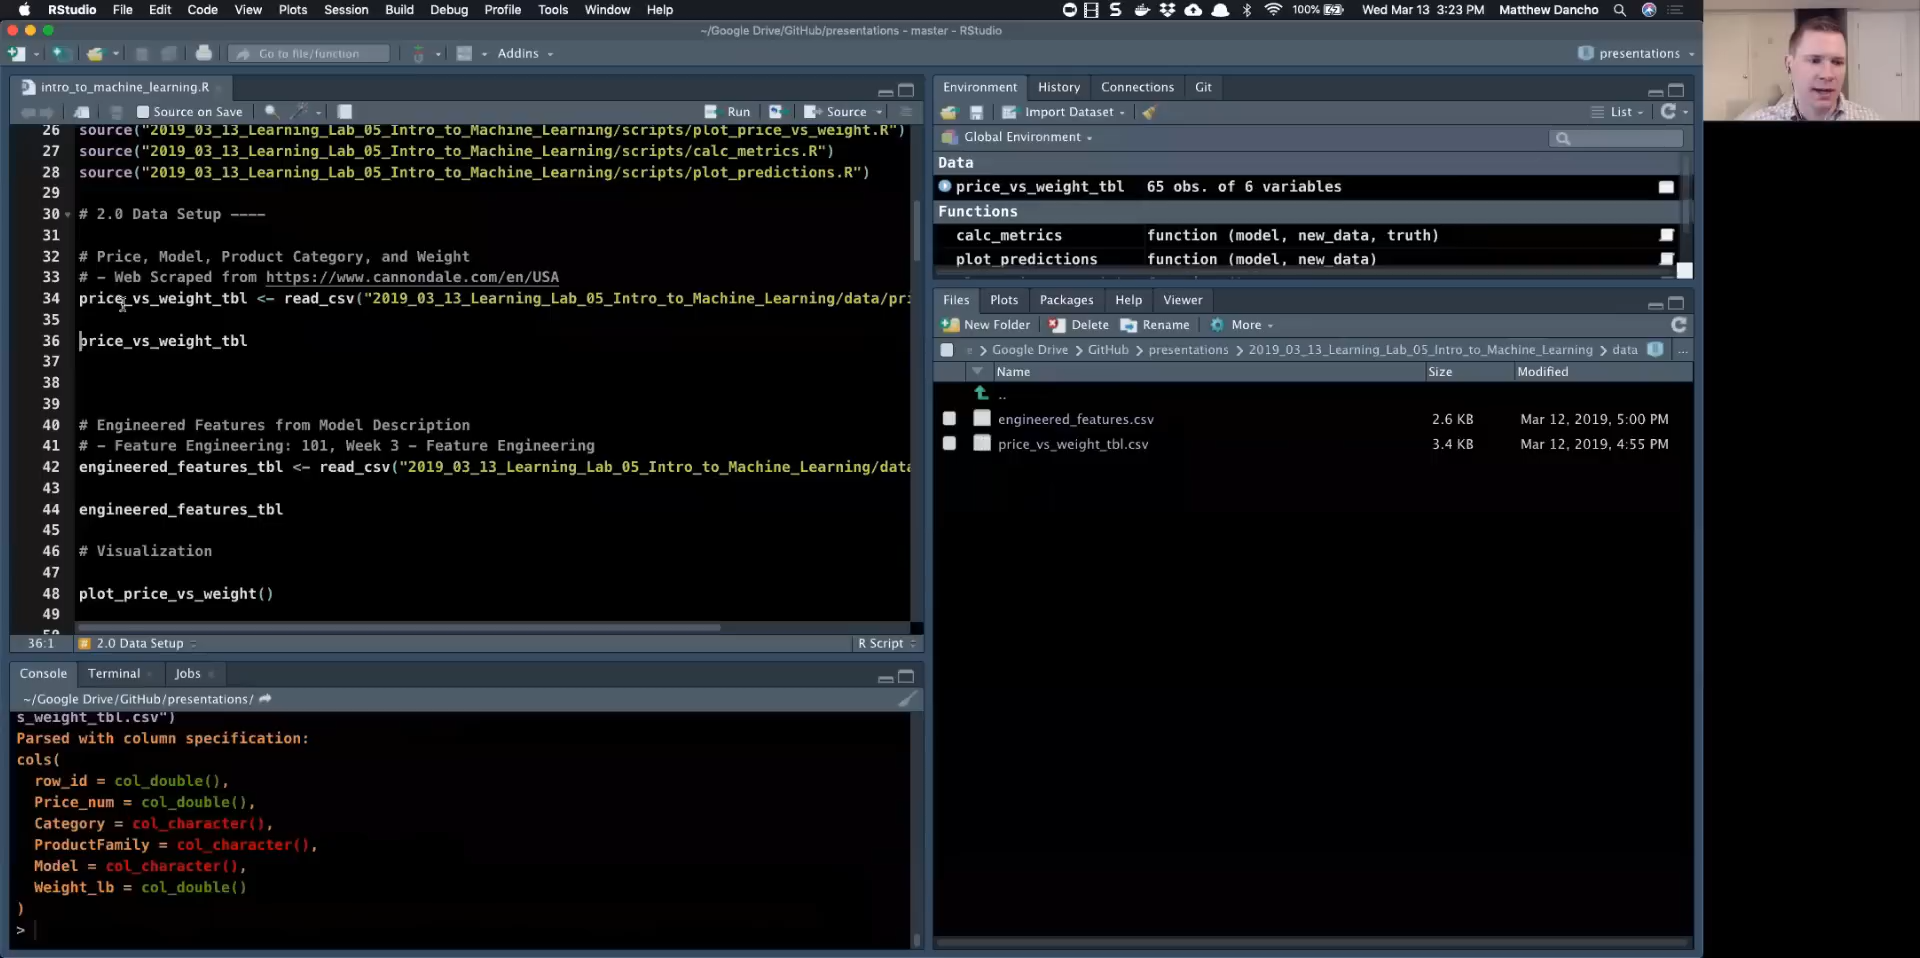 RStudio File Edit Code View Plots Session Build Debug Profile Tools Window Help 100% Wed Mar 13 3:23 PM Matthew Dancho
~/Google Drive/GitHub/presentations - master - RStudio
Go to file/function Addins presentations
intro_to_machine_learning.R
Source on Save Run Source
26 source("2019_03_13_Learning_Lab_05_Intro_to_Machine_Learning/scripts/plot_price_vs_weight.R")
27 source("2019_03_13_Learning_Lab_05_Intro_to_Machine_Learning/scripts/calc_metrics.R")
28 source("2019_03_13_Learning_Lab_05_Intro_to_Machine_Learning/scripts/plot_predictions.R")
29
30 # 2.0 Data Setup ----
31
32 # Price, Model, Product Category, and Weight
33 # - Web Scraped from https://www.cannondale.com/en/USA
34 price_vs_weight_tbl <- read_csv("2019_03_13_Learning_Lab_05_Intro_to_Machine_Learning/data/pri
35
36 price_vs_weight_tbl
37
38
39
40 # Engineered Features from Model Description
41 # - Feature Engineering: 101, Week 3 - Feature Engineering
42 engineered_features_tbl <- read_csv("2019_03_13_Learning_Lab_05_Intro_to_Machine_Learning/data
43
44 engineered_features_tbl
45
46 # Visualization
47
48 plot_price_vs_weight()
49
36:1 2.0 Data Setup R Script
Console Terminal Jobs
~/Google Drive/GitHub/presentations/
s_weight_tbl.csv")
Parsed with column specification:
cols(
row_id = col_double(),
Price_num = col_double(),
Category = col_character(),
ProductFamily = col_character(),
Model = col_character(),
Weight_lb = col_double()
)
>
Environment History Connections Git
Import Dataset List
Global Environment
Data
price_vs_weight_tbl 65 obs. of 6 variables
Functions
calc_metrics function (model, new_data, truth)
plot_predictions function (model, new_data)
Files Plots Packages Help Viewer
New Folder Delete Rename More
Google Drive > GitHub > presentations > 2019_03_13_Learning_Lab_05_Intro_to_Machine_Learning > data ...
Name Size Modified
..
engineered_features.csv 2.6 KB Mar 12, 2019, 5:00 PM
price_vs_weight_tbl.csv 3.4 KB Mar 12, 2019, 4:55 PM